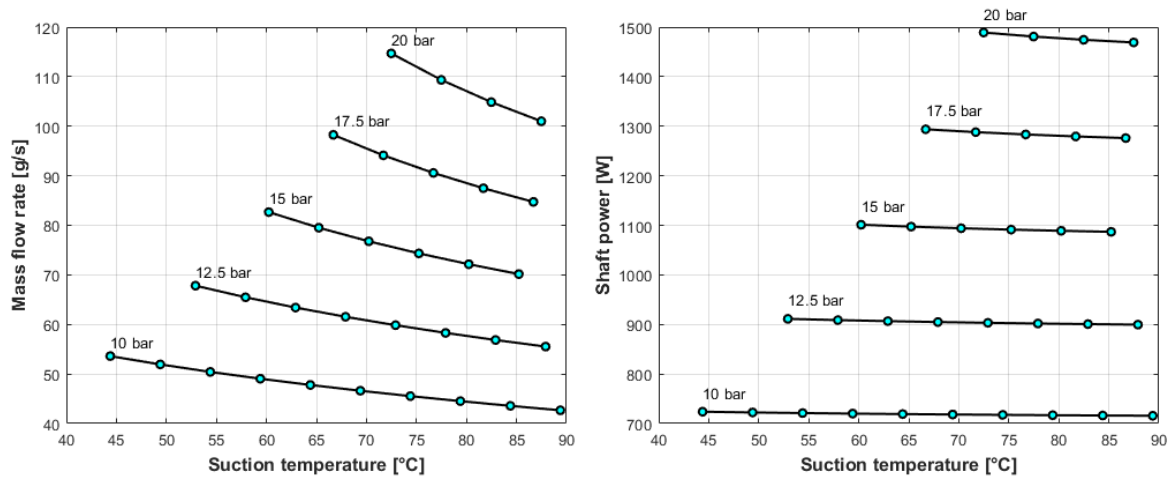 120
110
100
90
80
70
60
50
40
Mass flow rate [g/s]
20 bar
17.5 bar
15 bar
12.5 bar
10 bar
40 45 50 55 60 65 70 75 80 85 90
Suction temperature [°C]
1500
1400
1300
1200
1100
1000
900
800
700
Shaft power [W]
20 bar
17.5 bar
15 bar
12.5 bar
10 bar
40 45 50 55 60 65 70 75 80 85 90
Suction temperature [°C]